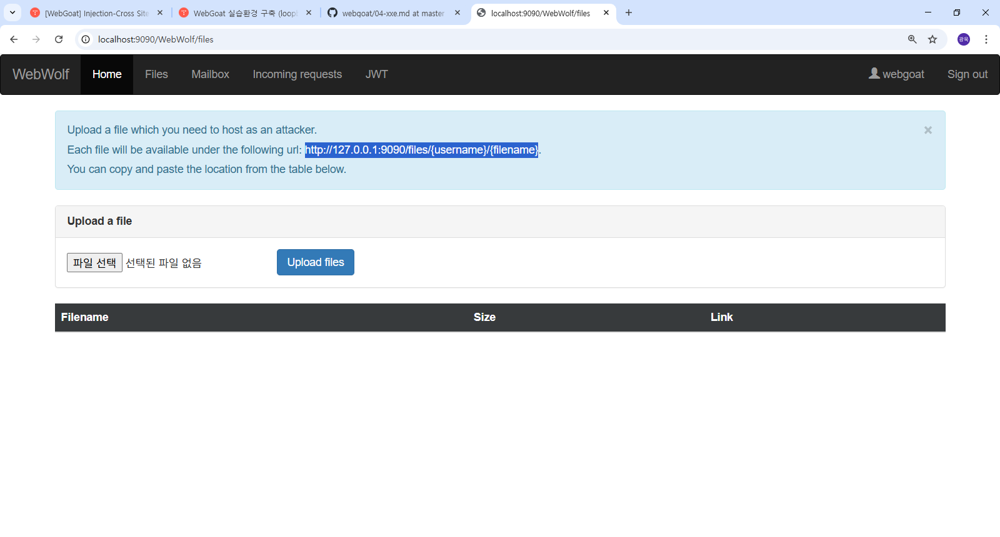 [WebGoat] Injection-Cross Site
WebGoat 실습환경 구축 (loopl
webgoat/04-xxe.md at master
localhost:9090/WebWolf/files
localhost:9090/WebWolf/files
광욱
WebWolf Home Files Mailbox Incoming requests JWT webgoat Sign out
Upload a file which you need to host as an attacker.
Each file will be available under the following url: http://127.0.0.1:9090/files/{username}/{filename}.
You can copy and paste the location from the table below.
Upload a file
파일 선택 선택된 파일 없음 Upload files
Filename Size Link